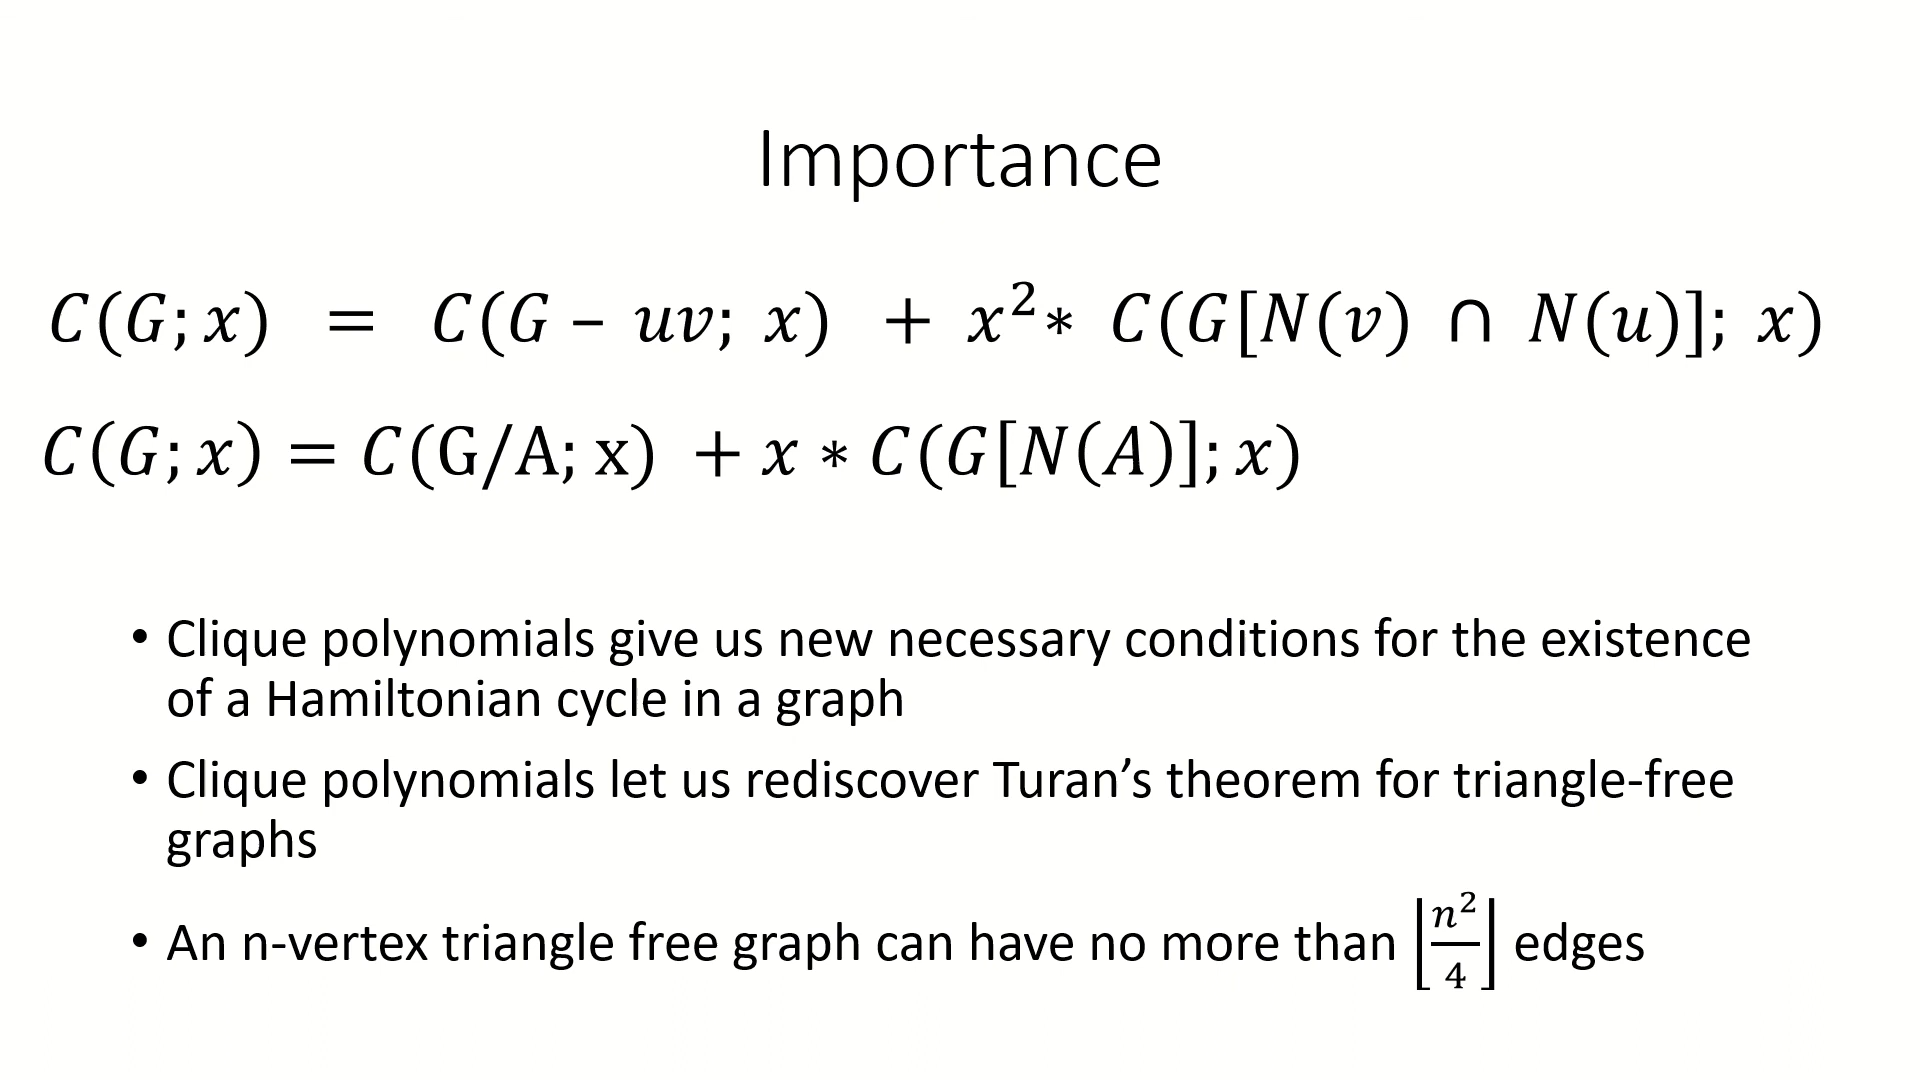 Importance
C(G; x) = C(G – uv; x) + x²∗ C(G[N(v) ∩ N(u)]; x)
C(G; x) = C(G/A; x) + x ∗ C(G[N(A)]; x)
• Clique polynomials give us new necessary conditions for the existence
of a Hamiltonian cycle in a graph
• Clique polynomials let us rediscover Turan’s theorem for triangle-free
graphs
• An n-vertex triangle free graph can have no more than ⌊n²/4⌋ edges